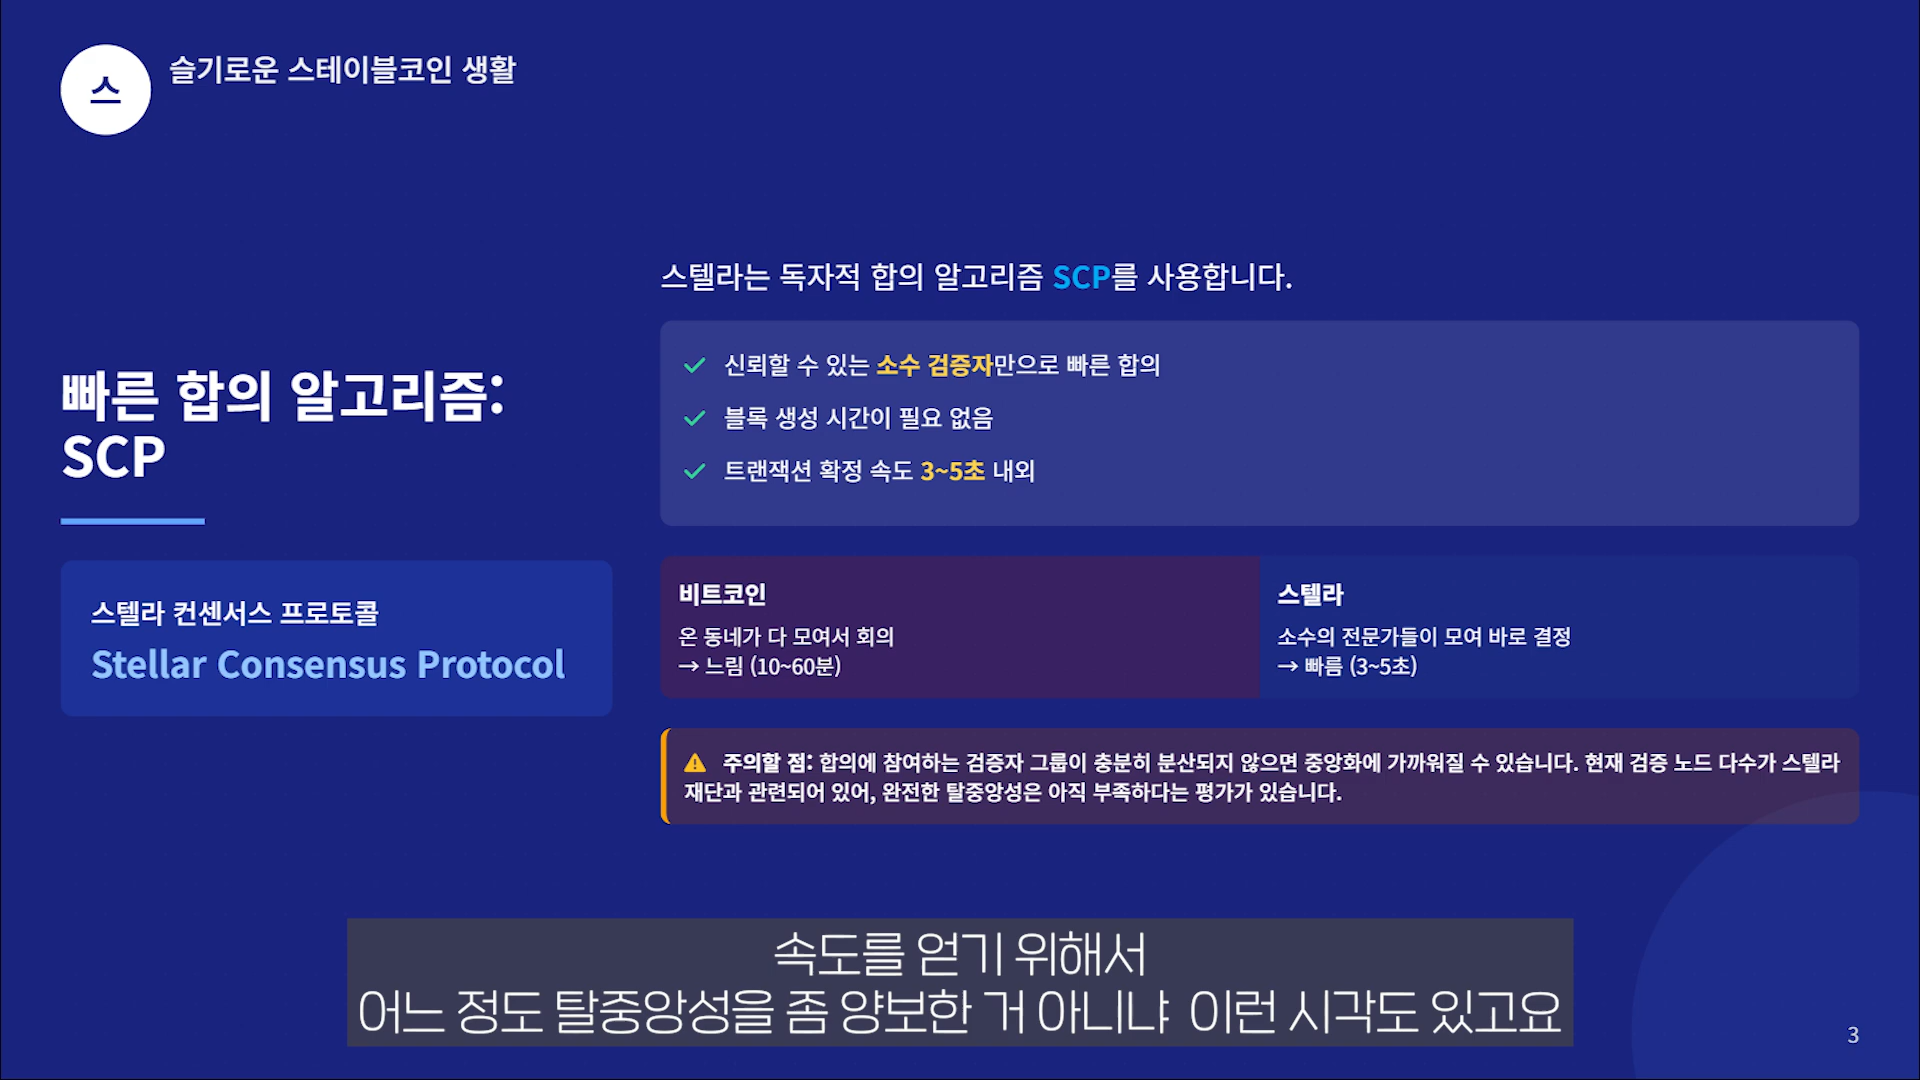 스
슬기로운 스테이블코인 생활
빠른 합의 알고리즘:
SCP
스텔라 컨센서스 프로토콜
Stellar Consensus Protocol
스텔라는 독자적 합의 알고리즘 SCP를 사용합니다.
신뢰할 수 있는 소수 검증자만으로 빠른 합의
블록 생성 시간이 필요 없음
트랜잭션 확정 속도 3~5초 내외
비트코인
온 동네가 다 모여서 회의
→ 느림 (10~60분)
스텔라
소수의 전문가들이 모여 바로 결정
→ 빠름 (3~5초)
주의할 점: 합의에 참여하는 검증자 그룹이 충분히 분산되지 않으면 중앙화에 가까워질 수 있습니다. 현재 검증 노드 다수가 스텔라
재단과 관련되어 있어, 완전한 탈중앙성은 아직 부족하다는 평가가 있습니다.
속도를 얻기 위해서
어느 정도 탈중앙성을 좀 양보한 거 아니냐 이런 시각도 있고요
3